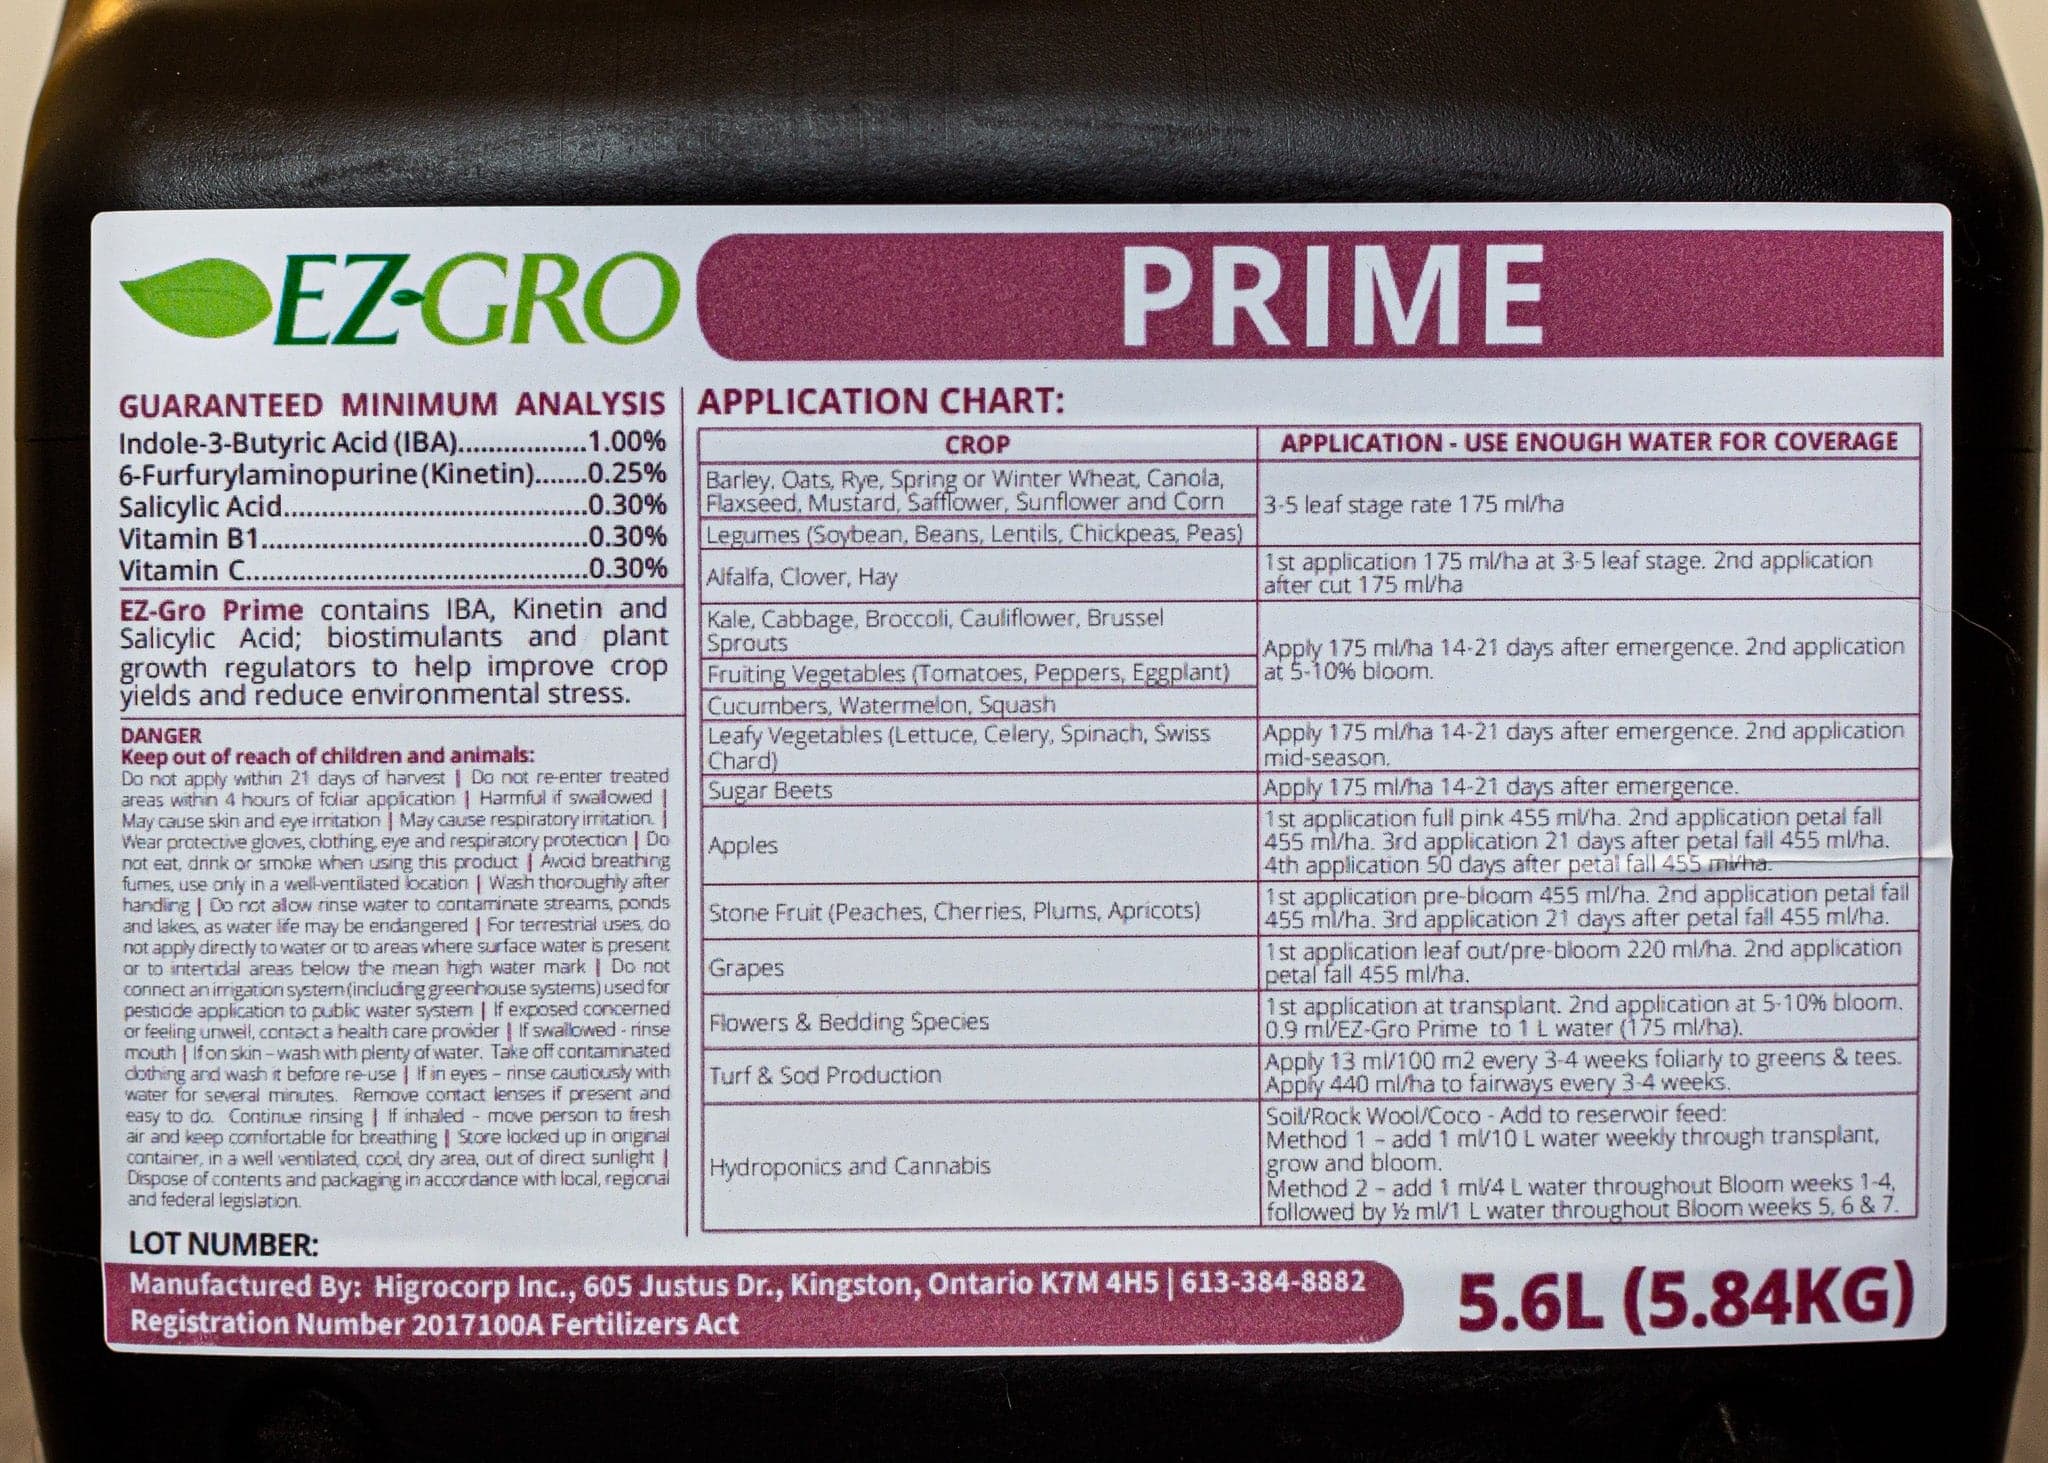 EZ-GRO
PRIME
GUARANTEED MINIMUM ANALYSIS
Indole-3-Butyric Acid (IBA)..................1.00%
6-Furfurylaminopurine (Kinetin).......0.25%
Salicylic Acid..........................................0.30%
Vitamin B1.............................................0.30%
Vitamin C...............................................0.30%
EZ-Gro Prime contains IBA, Kinetin and
Salicylic Acid; biostimulants and plant
growth regulators to help improve crop
yields and reduce environmental stress.
DANGER
Keep out of reach of children and animals:
Do not apply within 21 days of harvest | Do not re-enter treated
areas within 4 hours of foliar application | Harmful if swallowed |
May cause skin and eye irritation | May cause respiratory irritation. |
Wear protective gloves, clothing, eye and respiratory protection | Do
not eat, drink or smoke when using this product | Avoid breathing
fumes, use only in a well-ventilated location | Wash thoroughly after
handling | Do not allow rinse water to contaminate streams, ponds
and lakes, as water life may be endangered | For terrestrial uses, do
not apply directly to water or to areas where surface water is present
or to intertidal areas below the mean high water mark | Do not
connect an irrigation system (including greenhouse systems) used for
pesticide application to public water system | If exposed concerned
or feeling unwell, contact a health care provider | If swallowed - rinse
mouth | If on skin – wash with plenty of water. Take off contaminated
clothing and wash it before re-use | If in eyes – rinse cautiously with
water for several minutes. Remove contact lenses if present and
easy to do. Continue rinsing | If inhaled – move person to fresh
air and keep comfortable for breathing | Store locked up in original
container, in a well ventilated, cool, dry area, out of direct sunlight |
Dispose of contents and packaging in accordance with local, regional
and federal legislation.
LOT NUMBER:
APPLICATION CHART:
CROP
APPLICATION - USE ENOUGH WATER FOR COVERAGE
Barley, Oats, Rye, Spring or Winter Wheat, Canola,
Flaxseed, Mustard, Safflower, Sunflower and Corn
Legumes (Soybean, Beans, Lentils, Chickpeas, Peas)
3-5 leaf stage rate 175 ml/ha
Alfalfa, Clover, Hay
1st application 175 ml/ha at 3-5 leaf stage. 2nd application
after cut 175 ml/ha
Kale, Cabbage, Broccoli, Cauliflower, Brussel
Sprouts
Fruiting Vegetables (Tomatoes, Peppers, Eggplant)
Cucumbers, Watermelon, Squash
Apply 175 ml/ha 14-21 days after emergence. 2nd application
at 5-10% bloom.
Leafy Vegetables (Lettuce, Celery, Spinach, Swiss
Chard)
Apply 175 ml/ha 14-21 days after emergence. 2nd application
mid-season.
Sugar Beets
Apply 175 ml/ha 14-21 days after emergence.
Apples
1st application full pink 455 ml/ha. 2nd application petal fall
455 ml/ha. 3rd application 21 days after petal fall 455 ml/ha.
4th application 50 days after petal fall 455 ml/ha.
Stone Fruit (Peaches, Cherries, Plums, Apricots)
1st application pre-bloom 455 ml/ha. 2nd application petal fall
455 ml/ha. 3rd application 21 days after petal fall 455 ml/ha.
Grapes
1st application leaf out/pre-bloom 220 ml/ha. 2nd application
petal fall 455 ml/ha.
Flowers & Bedding Species
1st application at transplant. 2nd application at 5-10% bloom.
0.9 ml/EZ-Gro Prime to 1 L water (175 ml/ha).
Turf & Sod Production
Apply 13 ml/100 m2 every 3-4 weeks foliarly to greens & tees.
Apply 440 ml/ha to fairways every 3-4 weeks.
Hydroponics and Cannabis
Soil/Rock Wool/Coco - Add to reservoir feed:
Method 1 – add 1 ml/10 L water weekly through transplant,
grow and bloom.
Method 2 – add 1 ml/4 L water throughout Bloom weeks 1-4,
followed by ½ ml/1 L water throughout Bloom weeks 5, 6 & 7.
Manufactured By: Higrocorp Inc., 605 Justus Dr., Kingston, Ontario K7M 4H5 | 613-384-8882
Registration Number 2017100A Fertilizers Act
5.6L (5.84KG)